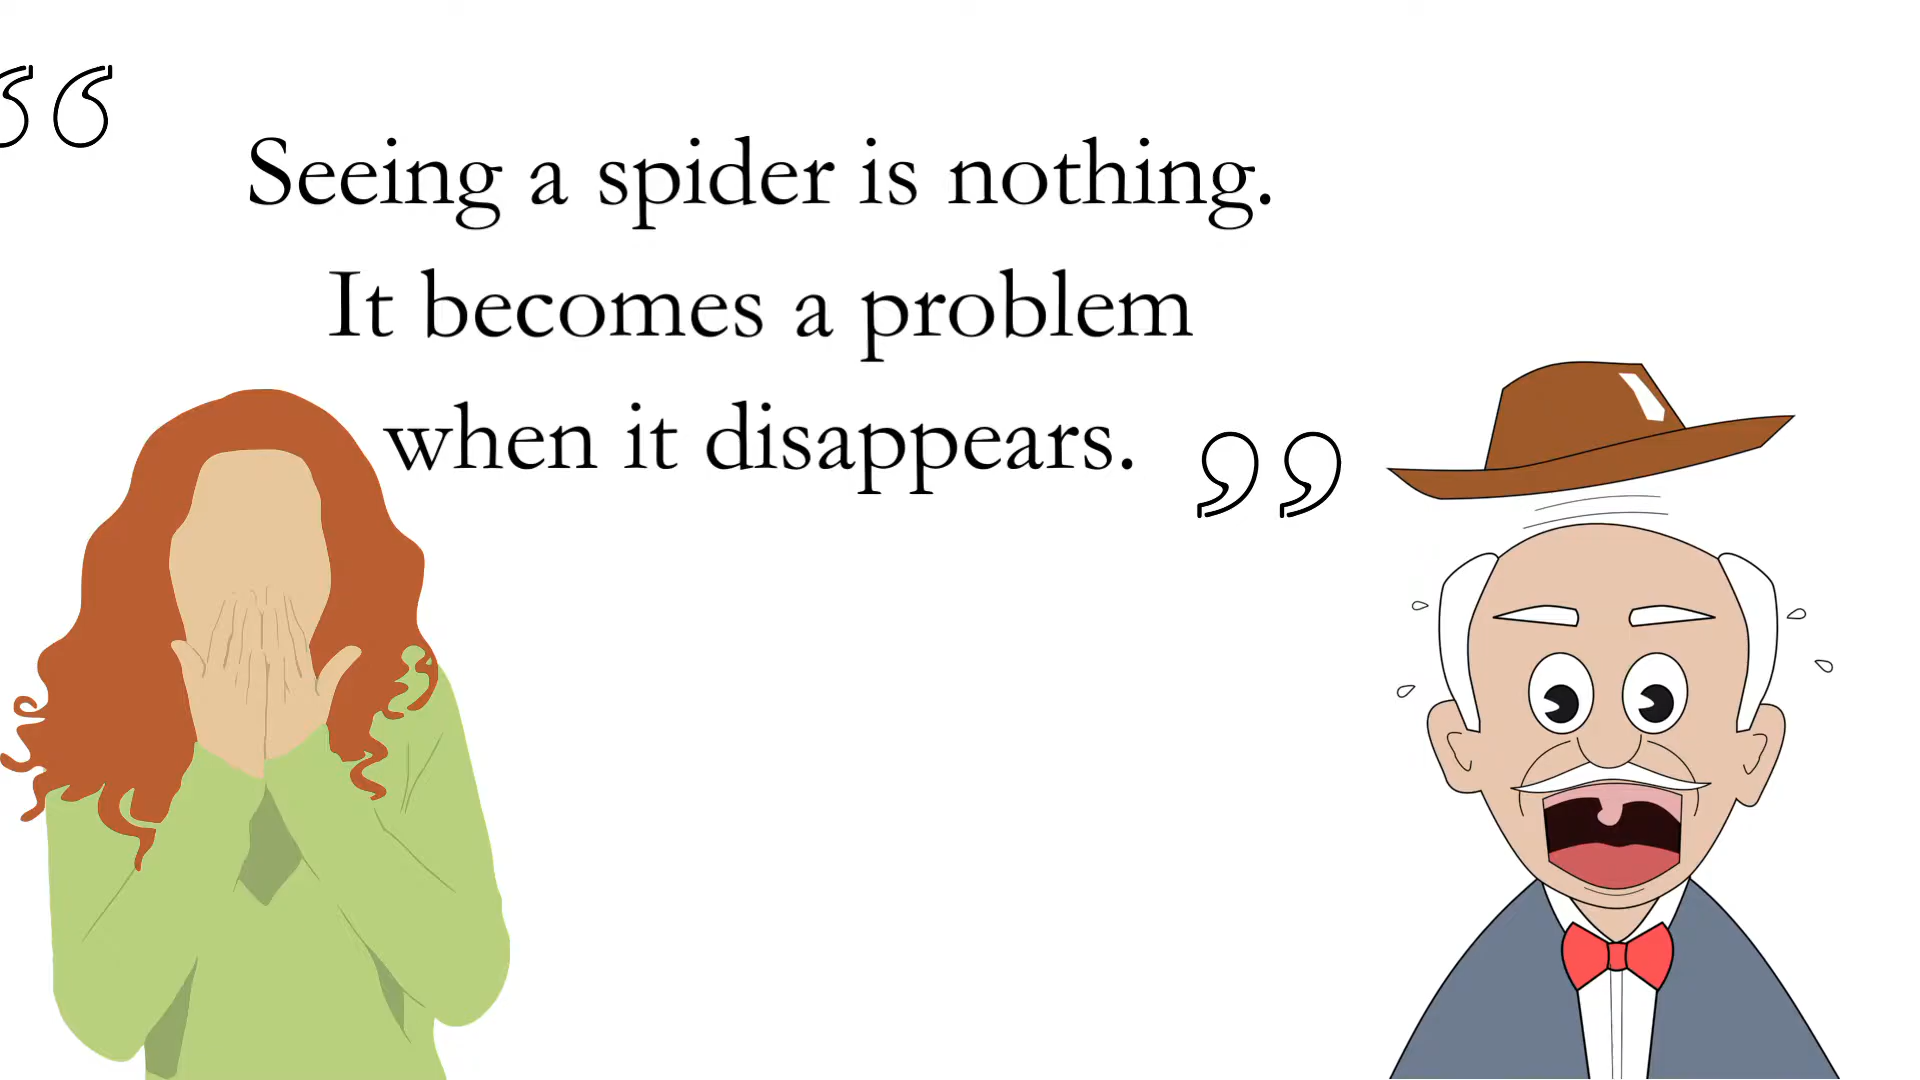 “Seeing a spider is nothing.
It becomes a problem
when it disappears.”